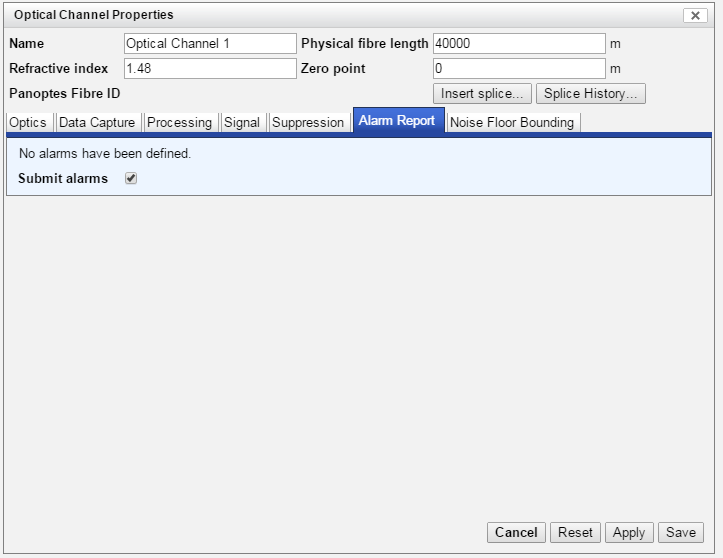 Optical Channel Properties
Name Optical Channel 1 Physical fibre length 40000 m
Refractive index 1.48 Zero point 0 m
Panoptes Fibre ID Insert splice... Splice History...
Optics Data Capture Processing Signal Suppression Alarm Report Noise Floor Bounding
No alarms have been defined.
Submit alarms
Cancel Reset Apply Save